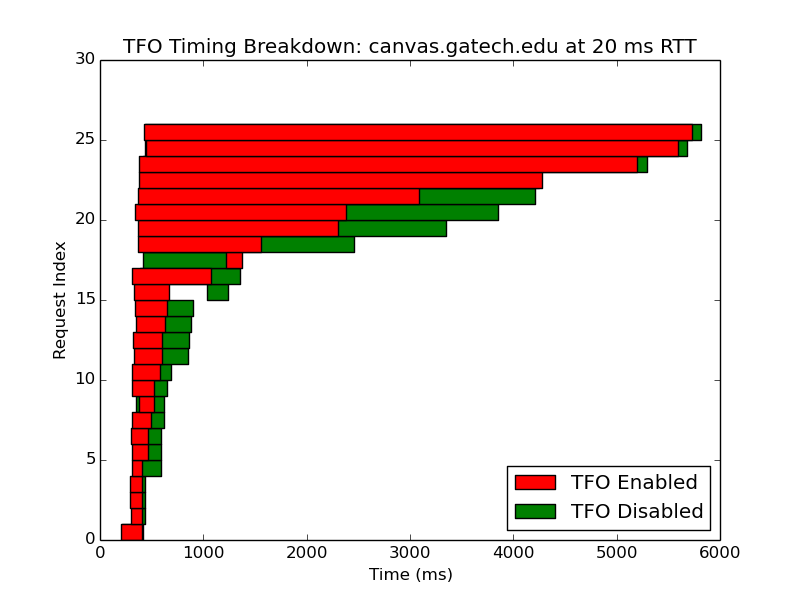 TFO Timing Breakdown: canvas.gatech.edu at 20 ms RTT
30
25
20
15
10
5
0
Request Index
TFO Enabled
TFO Disabled
0 1000 2000 3000 4000 5000 6000
Time (ms)